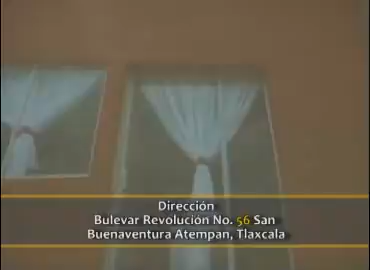 Dirección
Bulevar Revolución No. 56 San
Buenaventura Atempan, Tlaxcala